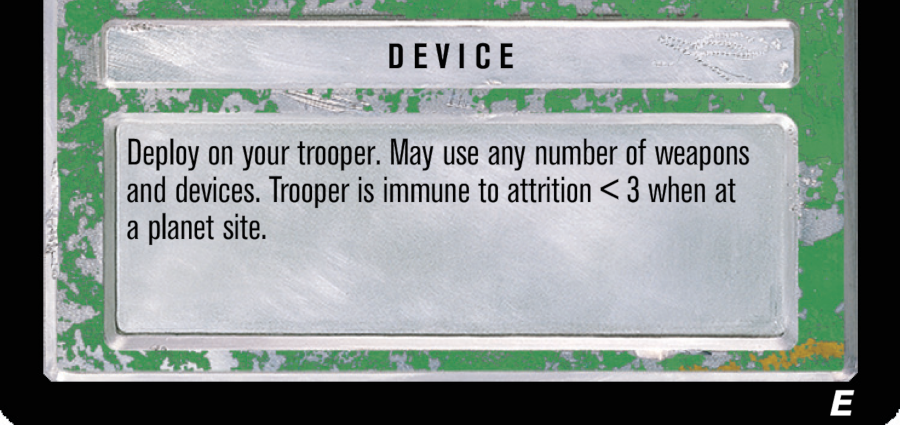 DEVICE
Deploy on your trooper. May use any number of weapons
and devices. Trooper is immune to attrition < 3 when at
a planet site.
E